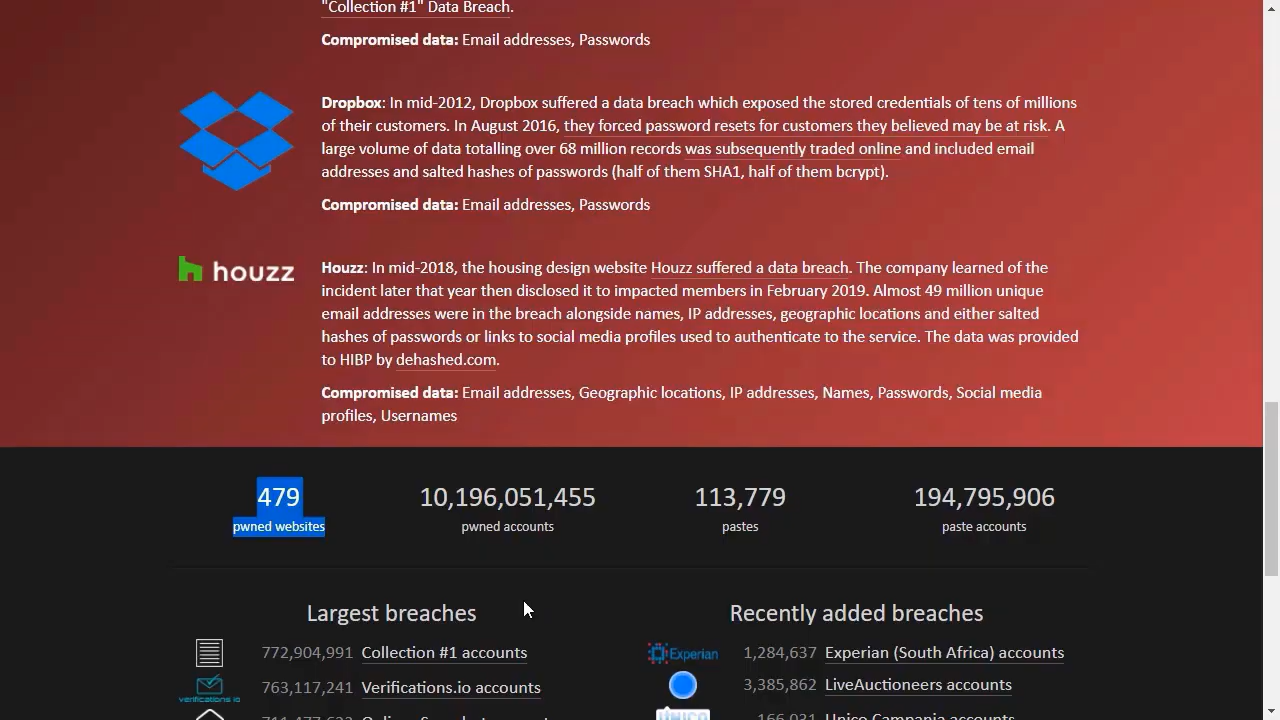 "Collection #1" Data Breach.
Compromised data: Email addresses, Passwords
Dropbox: In mid-2012, Dropbox suffered a data breach which exposed the stored credentials of tens of millions
of their customers. In August 2016, they forced password resets for customers they believed may be at risk. A
large volume of data totalling over 68 million records was subsequently traded online and included email
addresses and salted hashes of passwords (half of them SHA1, half of them bcrypt).
Compromised data: Email addresses, Passwords
houzz
Houzz: In mid-2018, the housing design website Houzz suffered a data breach. The company learned of the
incident later that year then disclosed it to impacted members in February 2019. Almost 49 million unique
email addresses were in the breach alongside names, IP addresses, geographic locations and either salted
hashes of passwords or links to social media profiles used to authenticate to the service. The data was provided
to HIBP by dehashed.com.
Compromised data: Email addresses, Geographic locations, IP addresses, Names, Passwords, Social media
profiles, Usernames
479 10,196,051,455 113,779 194,795,906
pwned websites pwned accounts pastes paste accounts
Largest breaches Recently added breaches
772,904,991 Collection #1 accounts Experian 1,284,637 Experian (South Africa) accounts
verifications.io 763,117,241 Verifications.io accounts 3,385,862 LiveAuctioneers accounts
UNICO 166,031 Unico Campania accounts